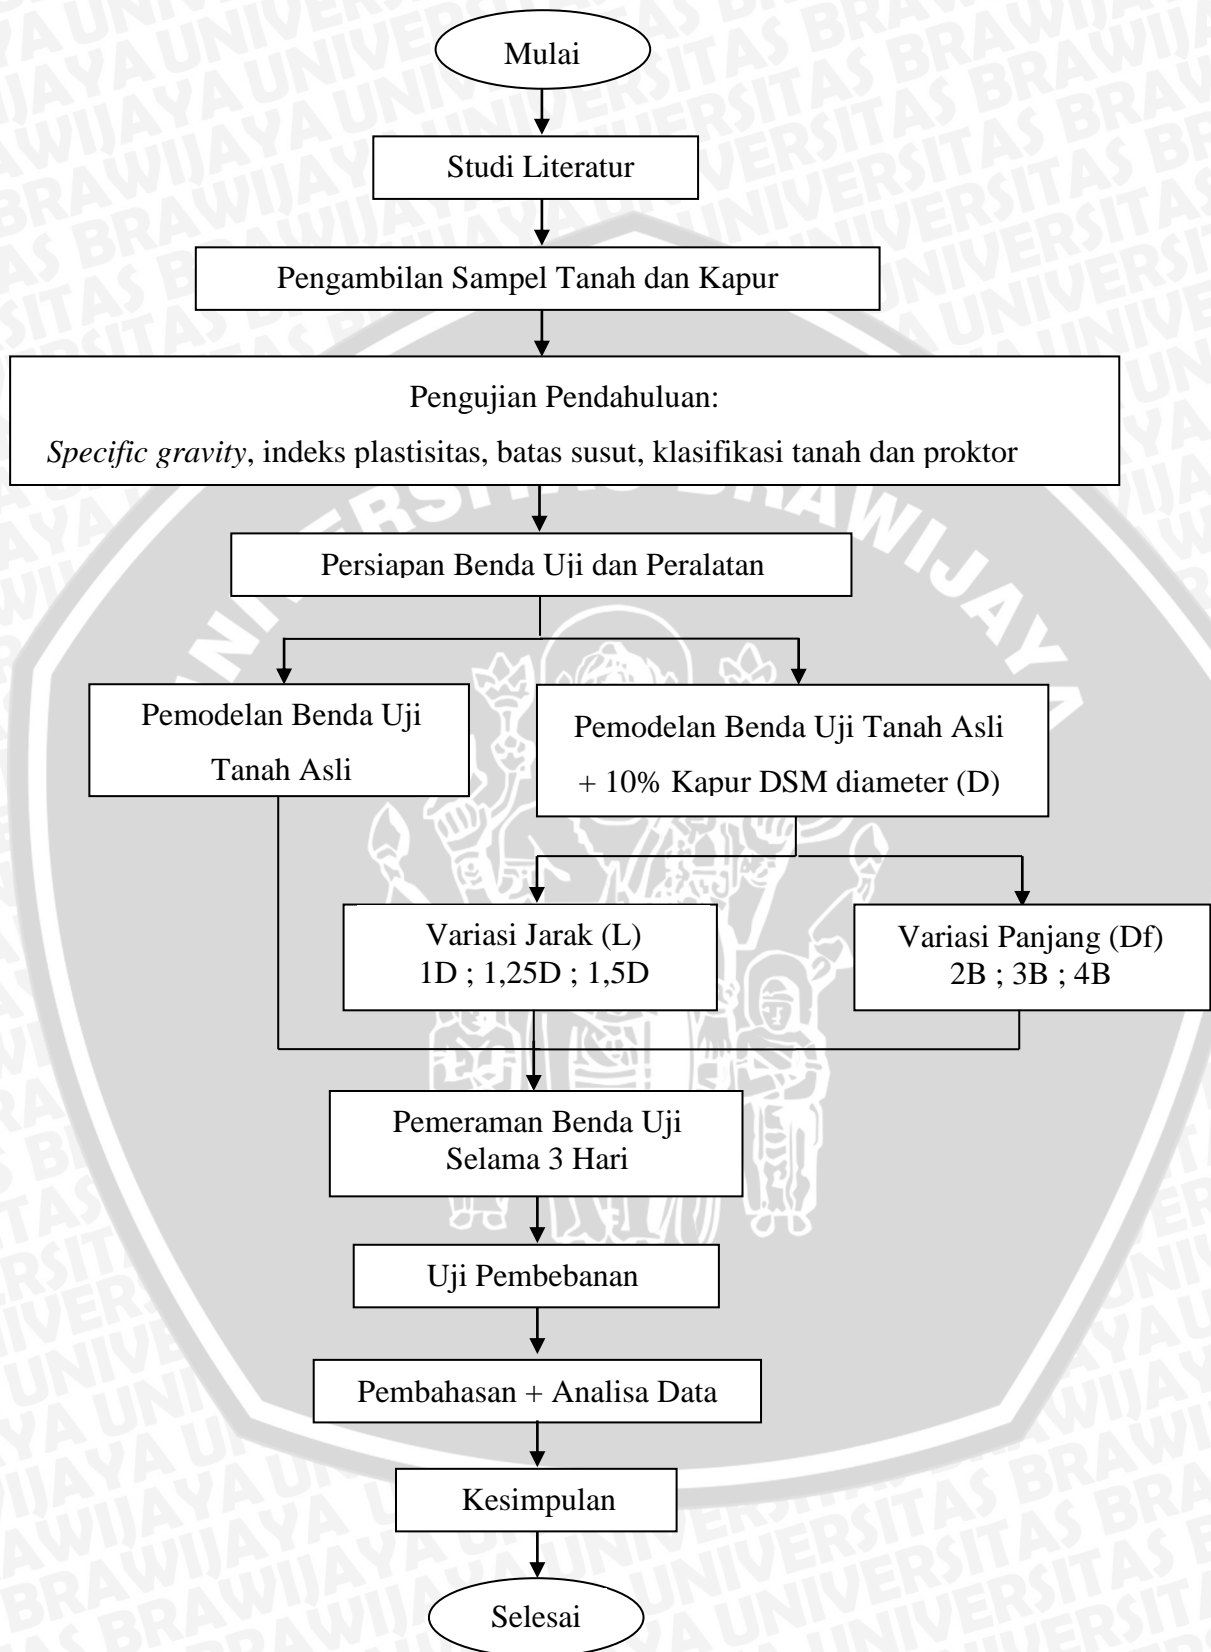 Mulai
Studi Literatur
Pengambilan Sampel Tanah dan Kapur
Pengujian Pendahuluan:
Specific gravity, indeks plastisitas, batas susut, klasifikasi tanah dan proktor
UNIVERSITAS BRAWIJAYA
Persiapan Benda Uji dan Peralatan
Pemodelan Benda Uji
Tanah Asli
Pemodelan Benda Uji Tanah Asli
+ 10% Kapur DSM diameter (D)
Variasi Jarak (L)
1D ; 1,25D ; 1,5D
Variasi Panjang (Df)
2B ; 3B ; 4B
Pemeraman Benda Uji
Selama 3 Hari
Uji Pembebanan
Pembahasan + Analisa Data
Kesimpulan
Selesai